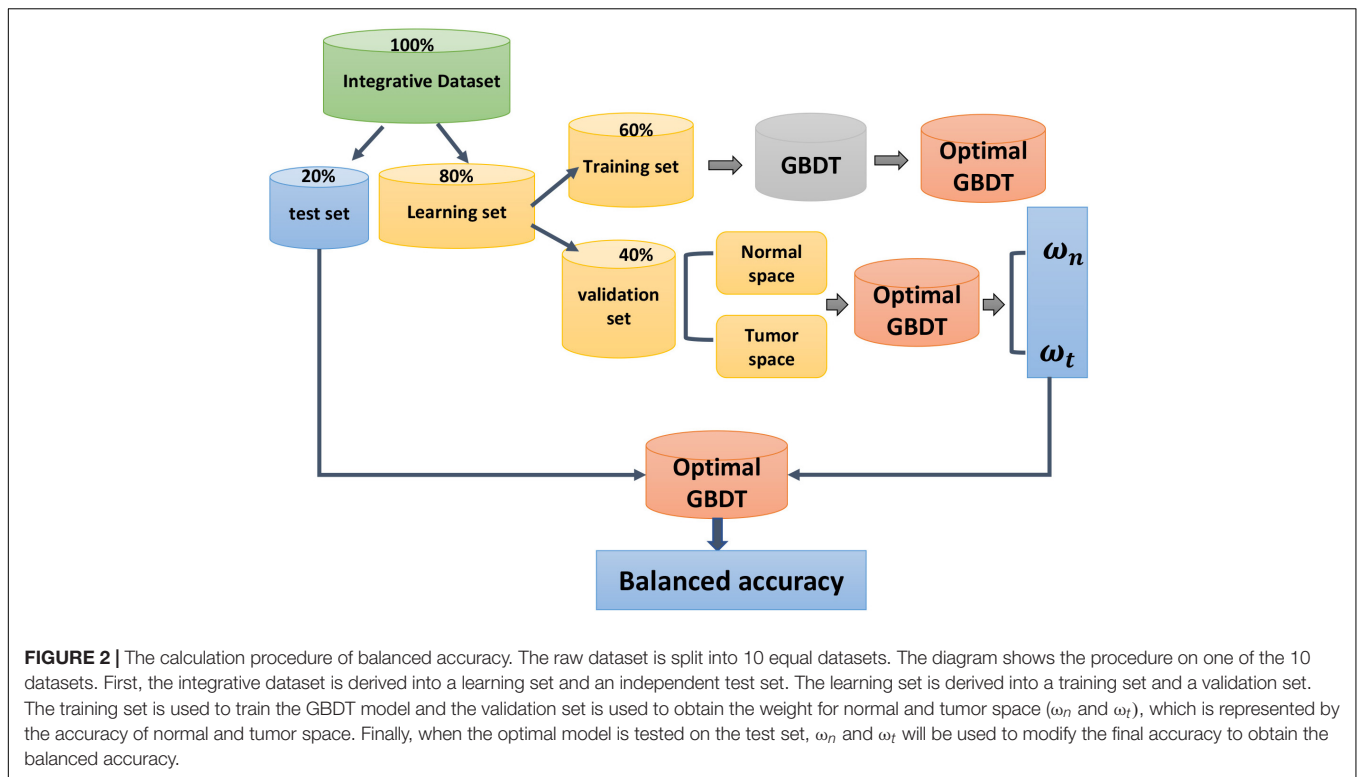 100%
Integrative Dataset
20%
test set
80%
Learning set
60%
Training set
GBDT
Optimal
GBDT
40%
validation
set
Normal
space
Tumor
space
Optimal
GBDT
ωn
ωt
Optimal
GBDT
Balanced accuracy
FIGURE 2 | The calculation procedure of balanced accuracy. The raw dataset is split into 10 equal datasets. The diagram shows the procedure on one of the 10
datasets. First, the integrative dataset is derived into a learning set and an independent test set. The learning set is derived into a training set and a validation set.
The training set is used to train the GBDT model and the validation set is used to obtain the weight for normal and tumor space (ωn and ωt), which is represented by
the accuracy of normal and tumor space. Finally, when the optimal model is tested on the test set, ωn and ωt will be used to modify the final accuracy to obtain the
balanced accuracy.